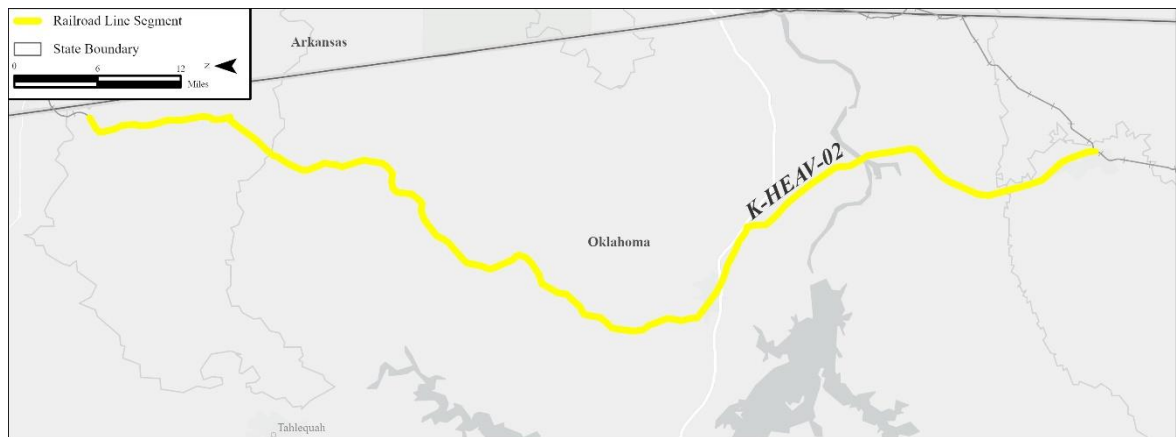 Railroad Line Segment
State Boundary
0 6 12
Miles
N
Arkansas
K-HEAV-02
Oklahoma
Tahlequah